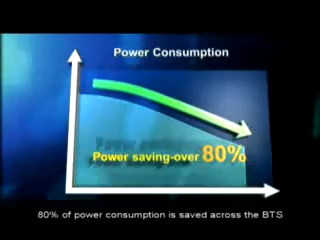 Power Consumption
Power saving-over 80%
80% of power consumption is saved across the BTS